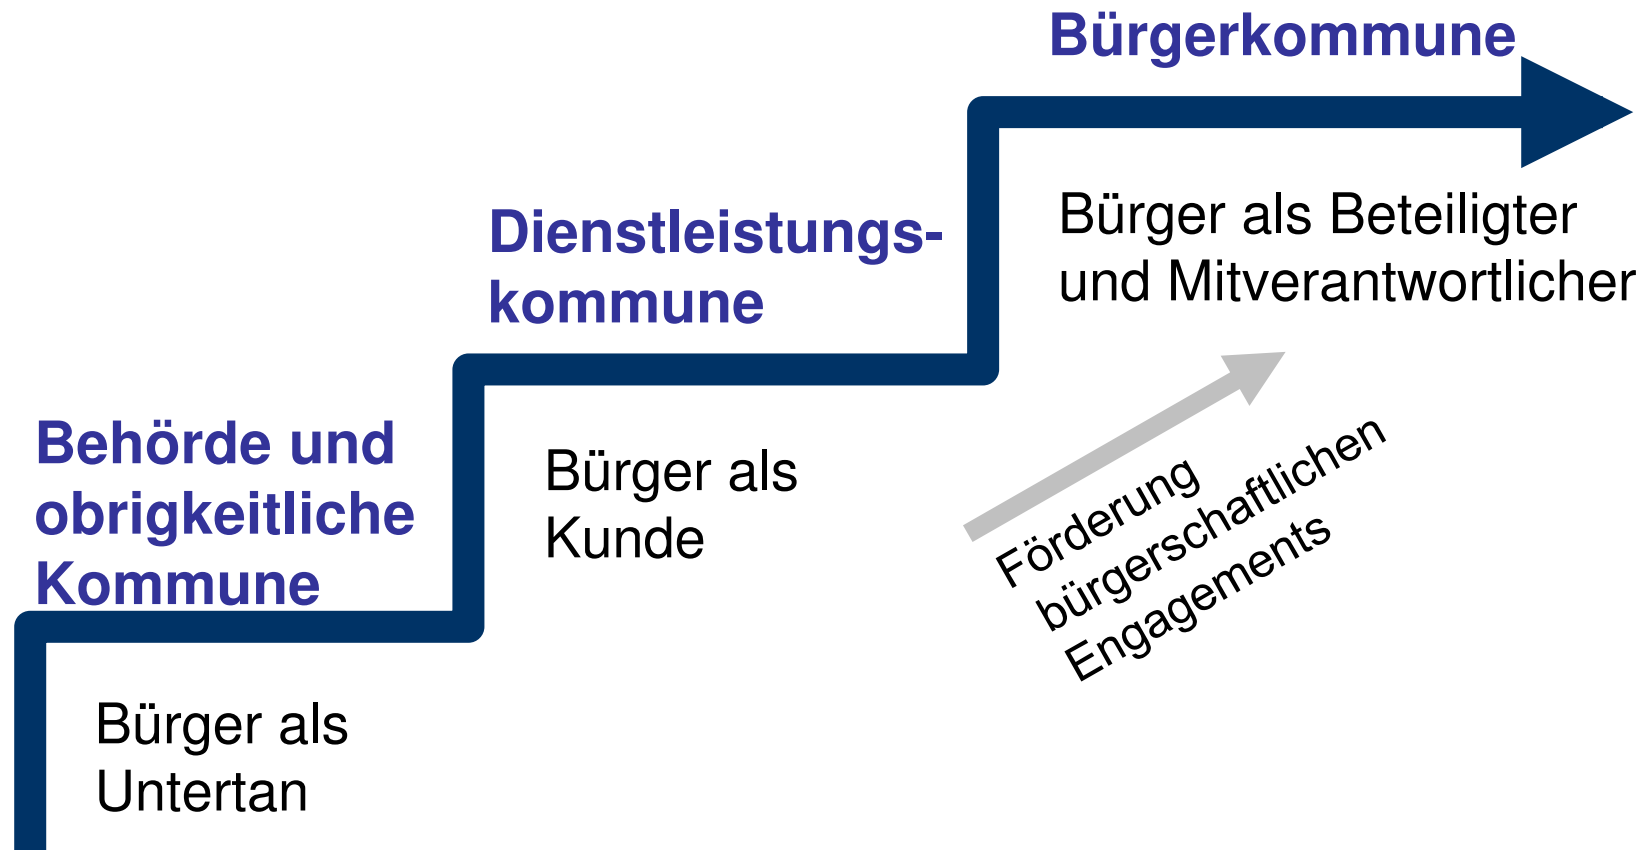 Bürgerkommune
Bürger als Beteiligter
und Mitverantwortlicher
Dienstleistungs-
kommune
Bürger als
Kunde
Förderung
bürgerschaftlichen
Engagements
Behörde und
obrigkeitliche
Kommune
Bürger als
Untertan